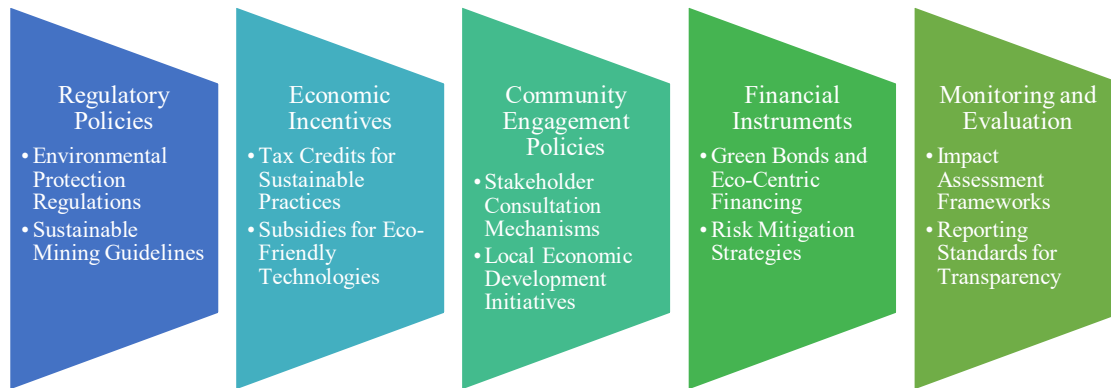 Regulatory
Policies
• Environmental
Protection
Regulations
• Sustainable
Mining Guidelines
Economic
Incentives
• Tax Credits for
Sustainable
Practices
• Subsidies for Eco-
Friendly
Technologies
Community
Engagement
Policies
• Stakeholder
Consultation
Mechanisms
• Local Economic
Development
Initiatives
Financial
Instruments
• Green Bonds and
Eco-Centric
Financing
• Risk Mitigation
Strategies
Monitoring and
Evaluation
• Impact
Assessment
Frameworks
• Reporting
Standards for
Transparency